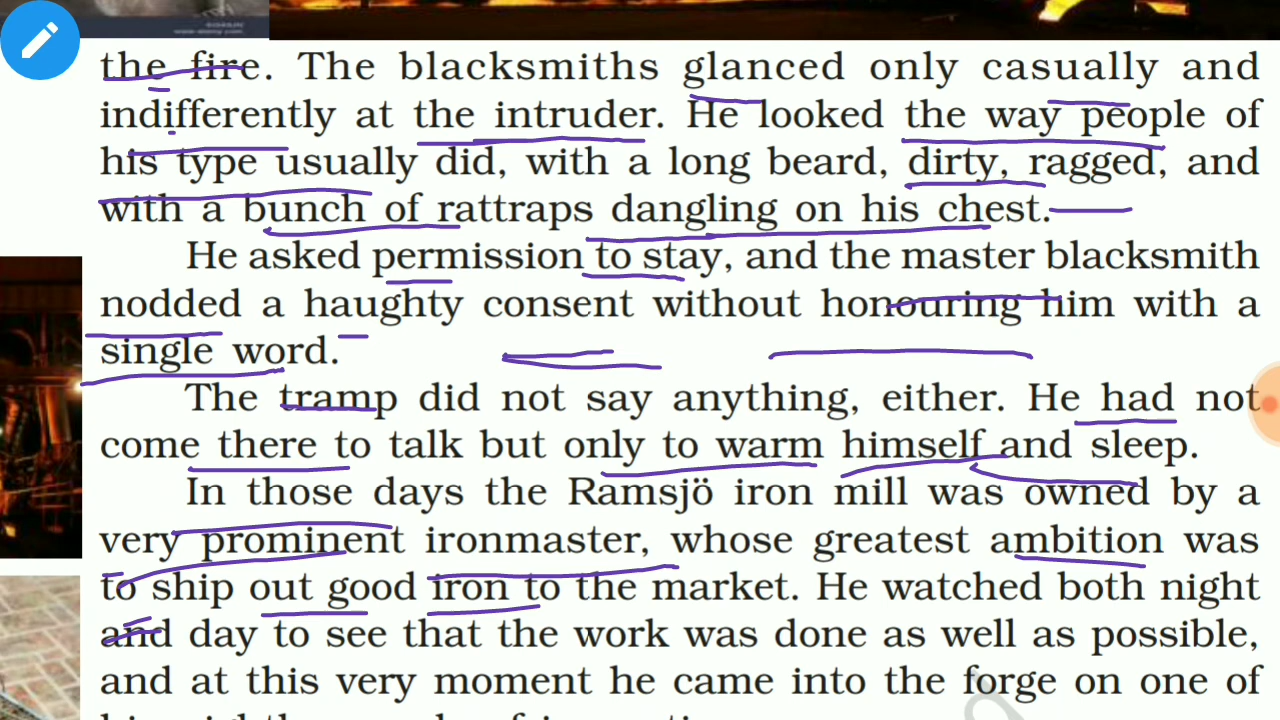 the fire. The blacksmiths glanced only casually and
indifferently at the intruder. He looked the way people of
his type usually did, with a long beard, dirty, ragged, and
with a bunch of rattraps dangling on his chest.
He asked permission to stay, and the master blacksmith
nodded a haughty consent without honouring him with a
single word.
The tramp did not say anything, either. He had not
come there to talk but only to warm himself and sleep.
In those days the Ramsjö iron mill was owned by a
very prominent ironmaster, whose greatest ambition was
to ship out good iron to the market. He watched both night
and day to see that the work was done as well as possible,
and at this very moment he came into the forge on one of